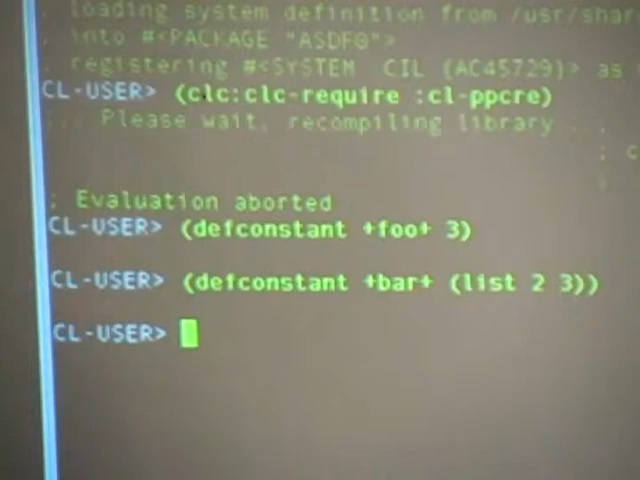 ; loading system definition from /usr/shar
; into #<PACKAGE "ASDF0">
; registering #<SYSTEM CIL {AC45729}> as
CL-USER> (clc:clc-require :cl-ppcre)
;;; Please wait, recompiling library ...
; c
;
; Evaluation aborted
CL-USER> (defconstant +foo+ 3)
CL-USER> (defconstant +bar+ (list 2 3))
CL-USER>